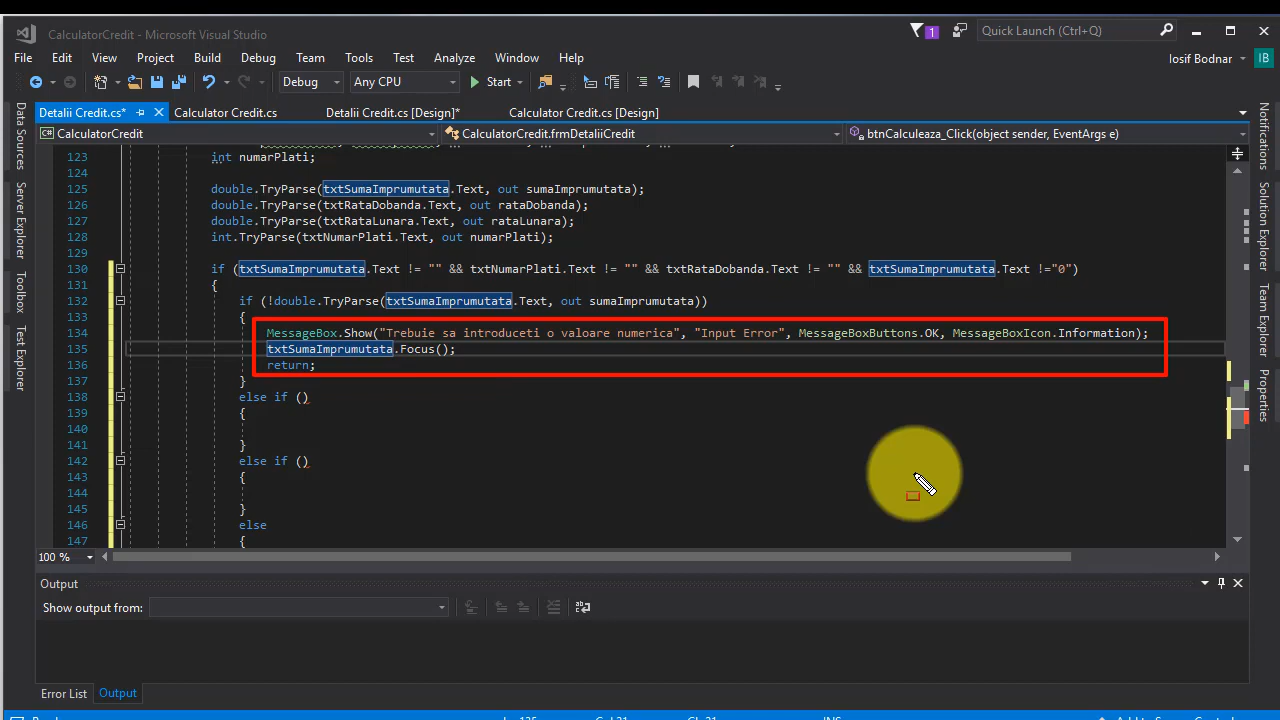 CalculatorCredit - Microsoft Visual Studio
1
Quick Launch (Ctrl+Q)
File Edit View Project Build Debug Team Tools Test Analyze Window Help
Iosif Bodnar IB
Debug Any CPU Start
Detalii Credit.cs* Calculator Credit.cs Detalii Credit.cs [Design]* Calculator Credit.cs [Design]
C# CalculatorCredit CalculatorCredit.frmDetaliiCredit btnCalculeaza_Click(object sender, EventArgs e)
Data Sources
Server Explorer
Toolbox
Test Explorer
123 int numarPlati;
124
125 double.TryParse(txtSumaImprumutata.Text, out sumaImprumutata);
126 double.TryParse(txtRataDobanda.Text, out rataDobanda);
127 double.TryParse(txtRataLunara.Text, out rataLunara);
128 int.TryParse(txtNumarPlati.Text, out numarPlati);
129
130 if (txtSumaImprumutata.Text != "" && txtNumarPlati.Text != "" && txtRataDobanda.Text != "" && txtSumaImprumutata.Text !="0")
131 {
132 if (!double.TryParse(txtSumaImprumutata.Text, out sumaImprumutata))
133 {
134 MessageBox.Show("Trebuie sa introduceti o valoare numerica", "Input Error", MessageBoxButtons.OK, MessageBoxIcon.Information);
135 txtSumaImprumutata.Focus();
136 return;
137 }
138 else if ()
139 {
140
141 }
142 else if ()
143 {
144
145 }
146 else
147 {
Notifications
Solution Explorer
Team Explorer
Properties
100 %
Output
Show output from:
Error List Output